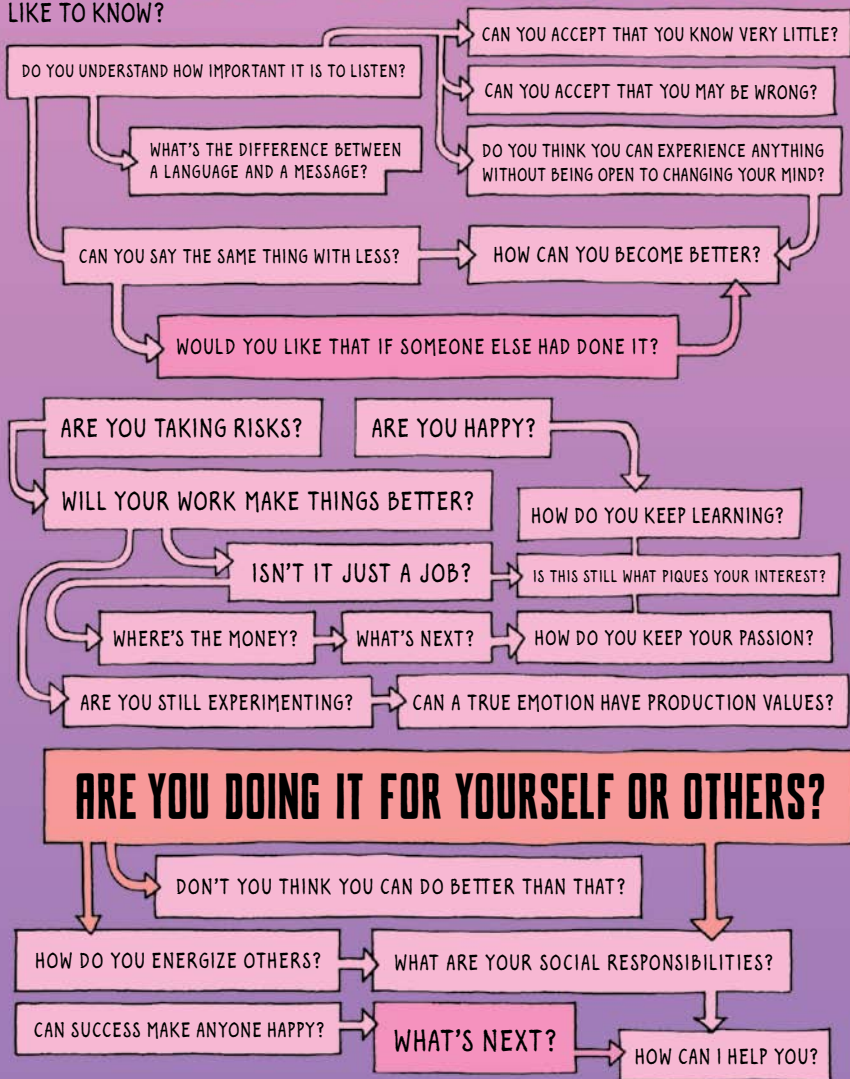 LIKE TO KNOW?
CAN YOU ACCEPT THAT YOU KNOW VERY LITTLE?
DO YOU UNDERSTAND HOW IMPORTANT IT IS TO LISTEN?
CAN YOU ACCEPT THAT YOU MAY BE WRONG?
WHAT'S THE DIFFERENCE BETWEEN
A LANGUAGE AND A MESSAGE?
DO YOU THINK YOU CAN EXPERIENCE ANYTHING
WITHOUT BEING OPEN TO CHANGING YOUR MIND?
CAN YOU SAY THE SAME THING WITH LESS?
HOW CAN YOU BECOME BETTER?
WOULD YOU LIKE THAT IF SOMEONE ELSE HAD DONE IT?
ARE YOU TAKING RISKS?
ARE YOU HAPPY?
WILL YOUR WORK MAKE THINGS BETTER?
HOW DO YOU KEEP LEARNING?
ISN'T IT JUST A JOB?
IS THIS STILL WHAT PIQUES YOUR INTEREST?
WHERE'S THE MONEY?
WHAT'S NEXT?
HOW DO YOU KEEP YOUR PASSION?
ARE YOU STILL EXPERIMENTING?
CAN A TRUE EMOTION HAVE PRODUCTION VALUES?
ARE YOU DOING IT FOR YOURSELF OR OTHERS?
DON'T YOU THINK YOU CAN DO BETTER THAN THAT?
HOW DO YOU ENERGIZE OTHERS?
WHAT ARE YOUR SOCIAL RESPONSIBILITIES?
CAN SUCCESS MAKE ANYONE HAPPY?
WHAT'S NEXT?
HOW CAN I HELP YOU?